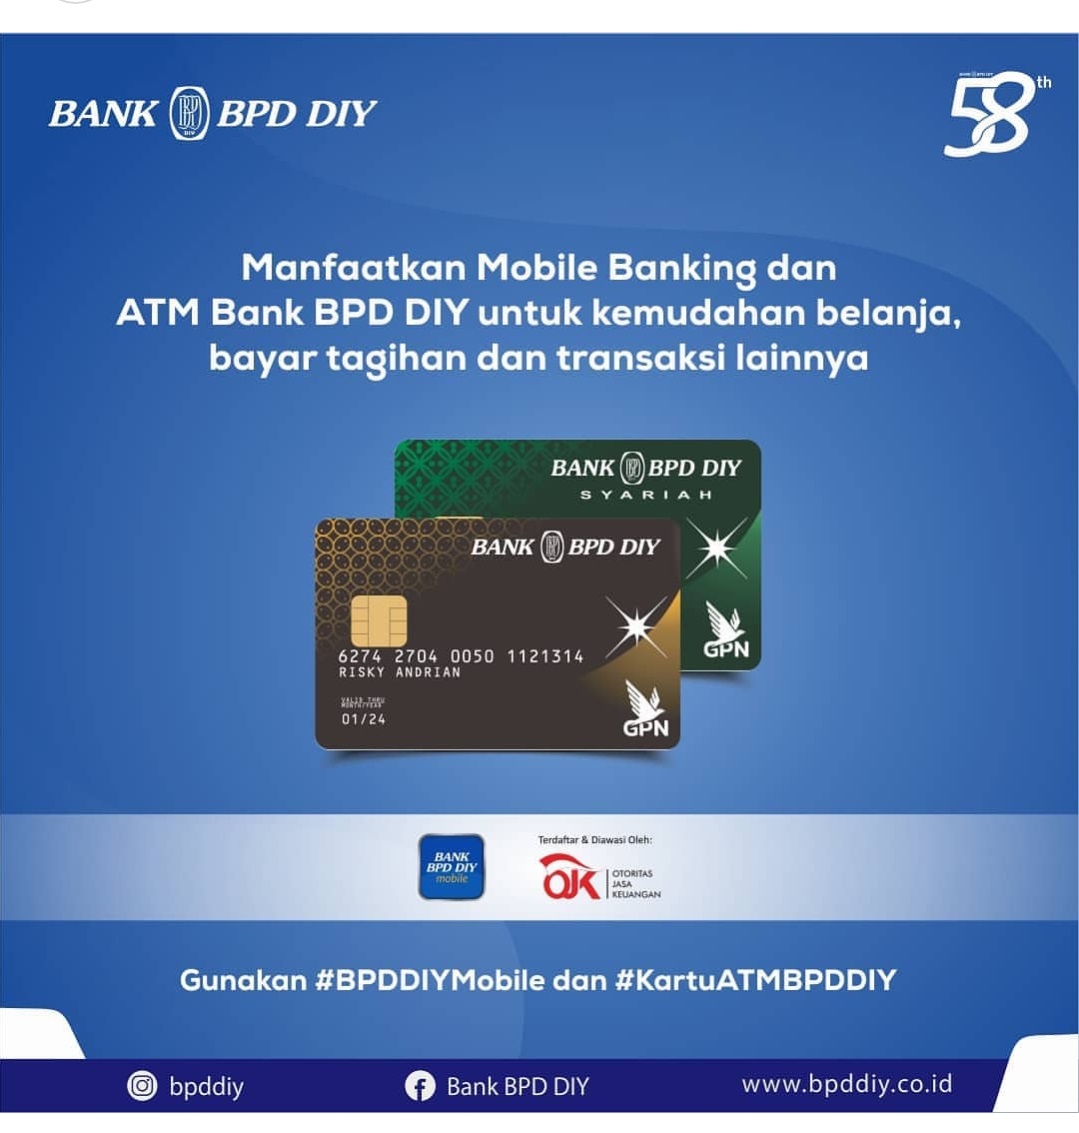 BANK BPD DIY
58th
Manfaatkan Mobile Banking dan
ATM Bank BPD DIY untuk kemudahan belanja,
bayar tagihan dan transaksi lainnya
BANK BPD DIY
SYARIAH
GPN
BANK BPD DIY
6274 2704 0050 1121314
RISKY ANDRIAN
VALID THRU
MONTH/YEAR
01/24
GPN
BANK
BPD DIY
mobile
Terdaftar & Diawasi Oleh:
OJK
OTORITAS
JASA
KEUANGAN
Gunakan #BPDDIYMobile dan #KartuATMBPDDIY
bpddiy
Bank BPD DIY
www.bpddiy.co.id